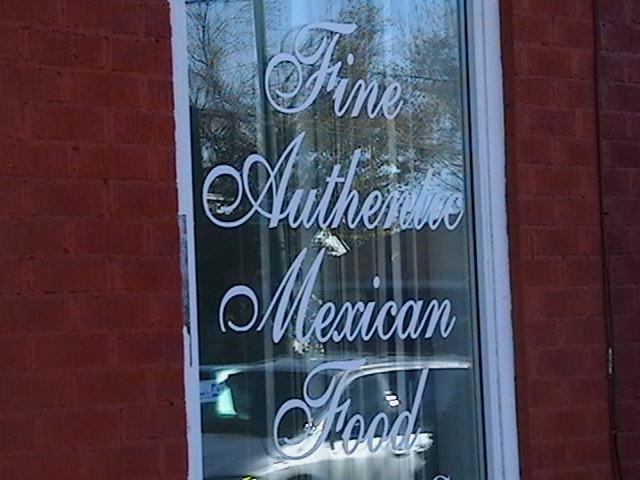 Fine
Authentic
Mexican
Food